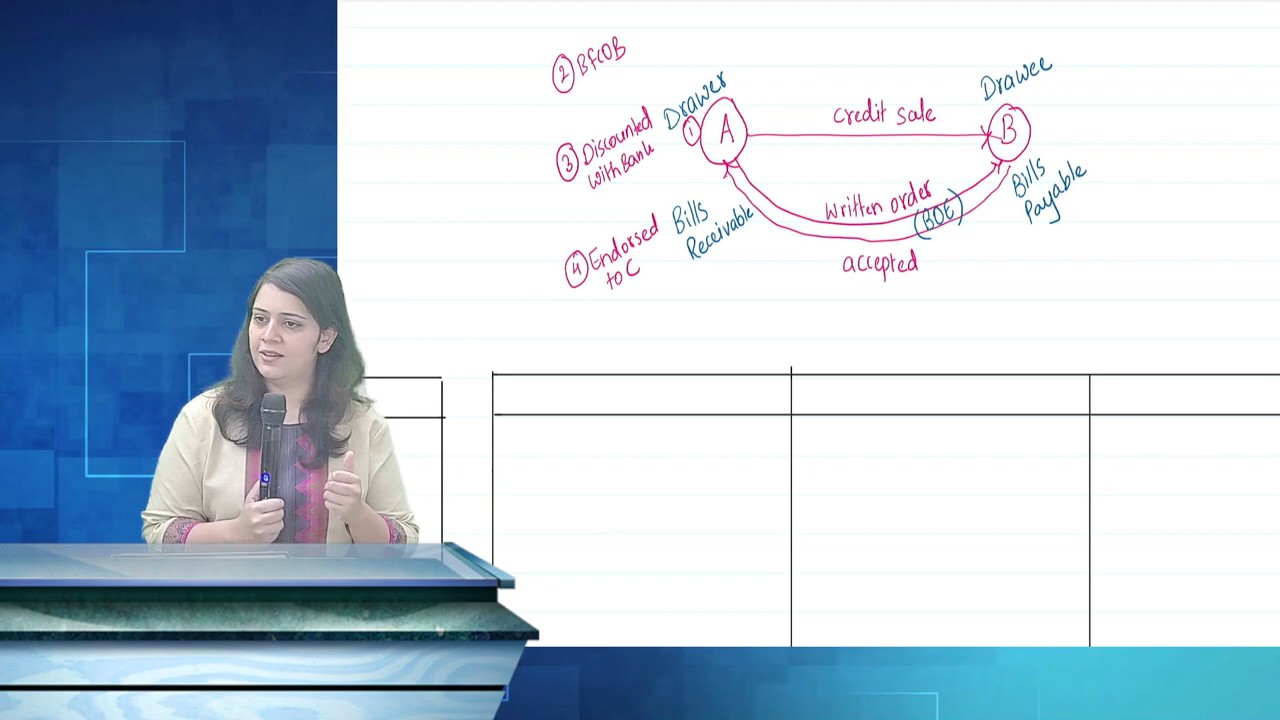 ② BfCOB
③ Discounted
with Bank
④ Endorsed
to C
Drawer
① A
Bills
Receivable
credit sale
Written order
(BOE)
accepted
Drawee
B
Bills
Payable